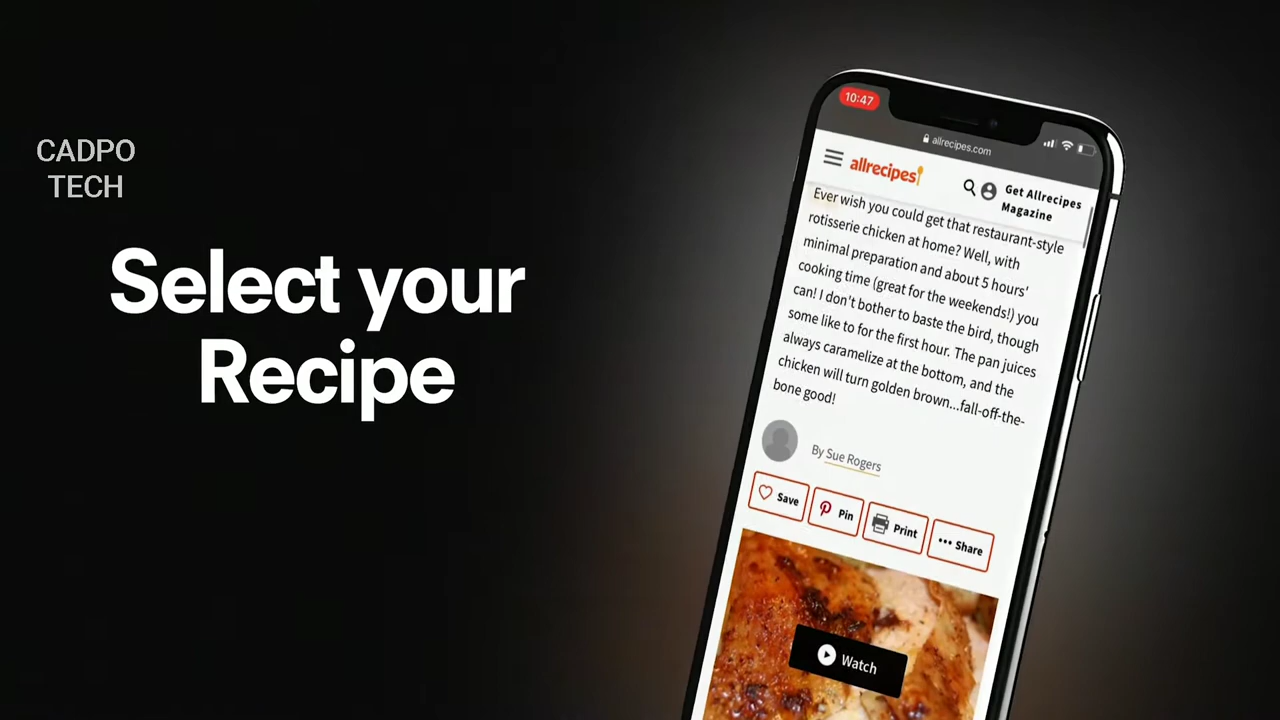 CADPO
TECH
Select your
Recipe
10:47
allrecipes.com
allrecipes
Get Allrecipes
Magazine
Ever wish you could get that restaurant-style
rotisserie chicken at home? Well, with
minimal preparation and about 5 hours'
cooking time (great for the weekends!) you
can! I don't bother to baste the bird, though
some like to for the first hour. The pan juices
always caramelize at the bottom, and the
chicken will turn golden brown...fall-off-the-
bone good!
By Sue Rogers
Save
Pin
Print
Share
Watch